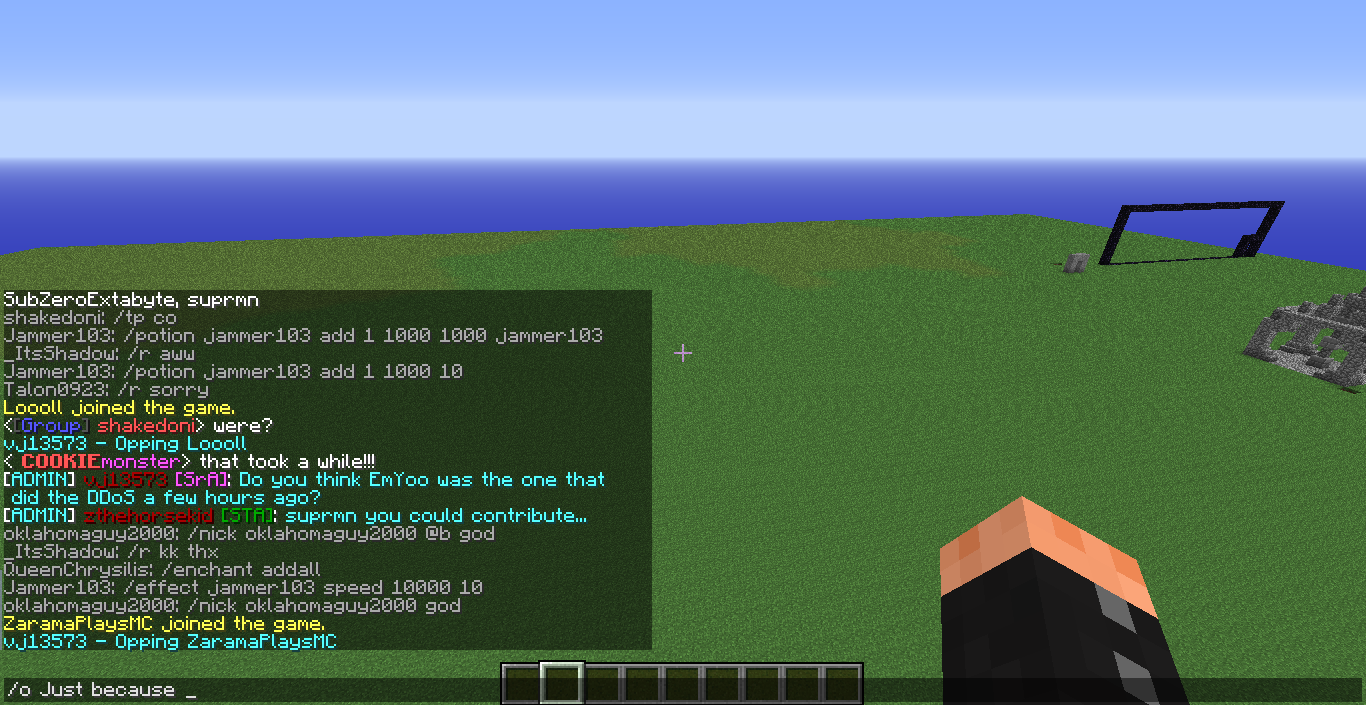 SubZeroExtabyte, suprmn
shakedoni: /tp co
Jammer103: /potion jammer103 add 1 1000 1000 jammer103
_ItsShadow: /r aww
Jammer103: /potion jammer103 add 1 1000 10
Talon0923: /r sorry
Loooll joined the game.
<[Group] shakedoni> were?
vj13573 - Opping Loooll
< COOKIEmonster> that took a while!!!
[ADMIN] vj13573 [SrA]: Do you think EmYoo was the one that
did the DDoS a few hours ago?
[ADMIN] zthehorsekid [STA]: suprmn you could contribute...
oklahomaguy2000: /nick oklahomaguy2000 @b god
_ItsShadow: /r kk thx
QueenChrysilis: /enchant addall
Jammer103: /effect jammer103 speed 10000 10
oklahomaguy2000: /nick oklahomaguy2000 god
ZaramaPlaysMC joined the game.
vj13573 - Opping ZaramaPlaysMC
/o Just because _